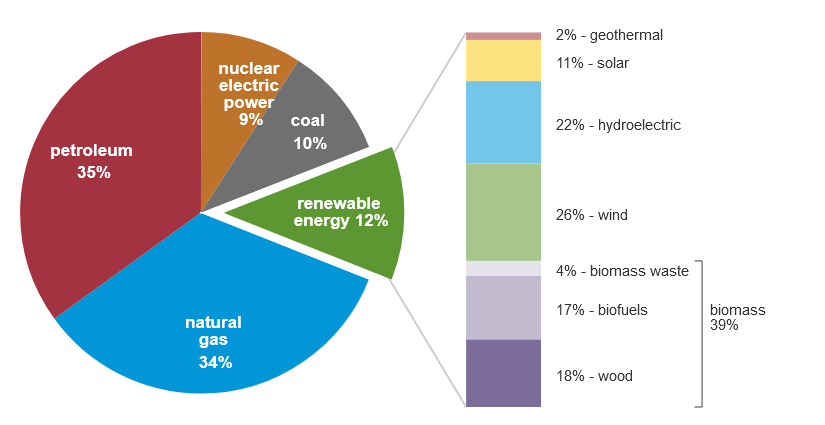 nuclear
electric
power
9%
coal
10%
petroleum
35%
renewable
energy 12%
natural
gas
34%
2% - geothermal
11% - solar
22% - hydroelectric
26% - wind
4% - biomass waste
17% - biofuels
18% - wood
biomass
39%